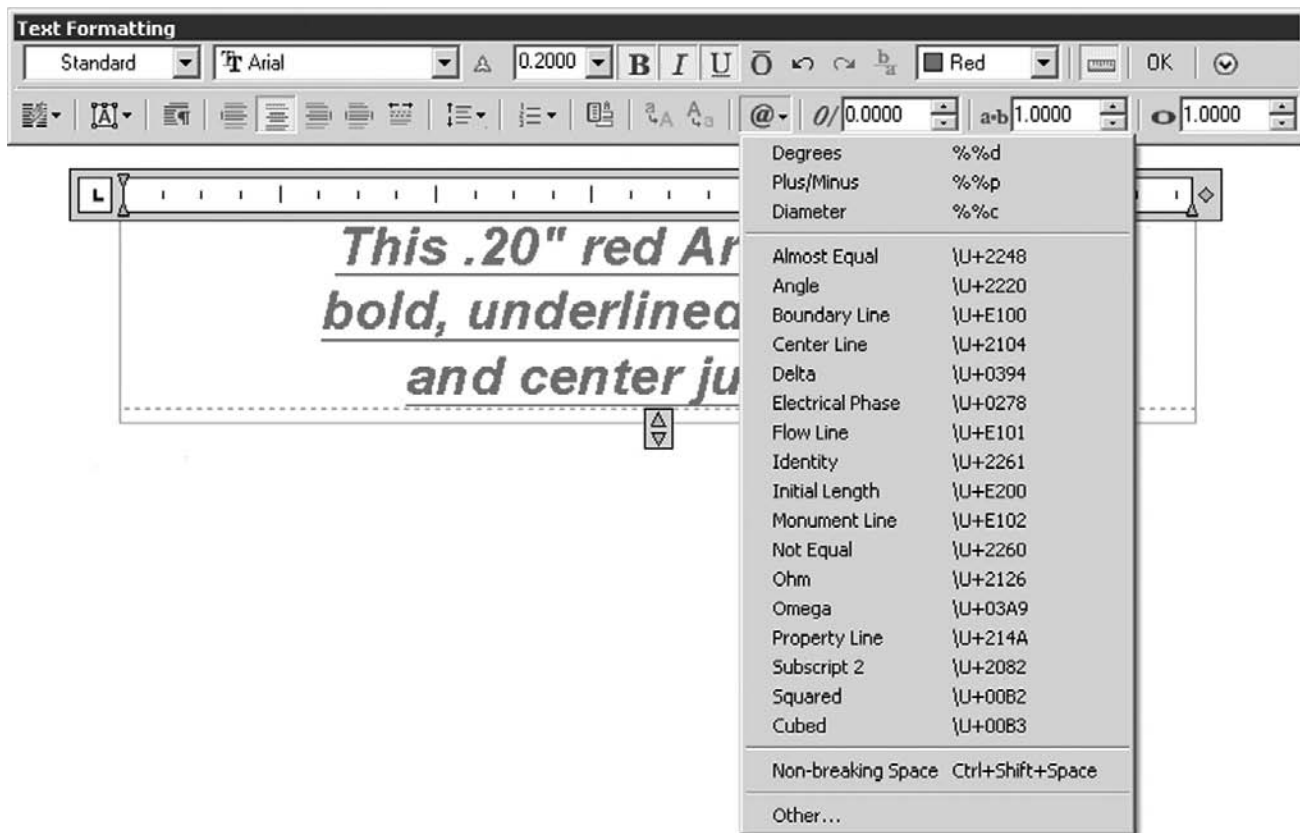 Text Formatting
Standard Arial 0.2000 B I U O Red OK
@ 0/ 0.0000 a•b 1.0000 1.0000
Degrees %%d
Plus/Minus %%p
Diameter %%c
This .20" red Ar
bold, underlined
and center ju
Almost Equal \U+2248
Angle \U+2220
Boundary Line \U+E100
Center Line \U+2104
Delta \U+0394
Electrical Phase \U+0278
Flow Line \U+E101
Identity \U+2261
Initial Length \U+E200
Monument Line \U+E102
Not Equal \U+2260
Ohm \U+2126
Omega \U+03A9
Property Line \U+214A
Subscript 2 \U+2082
Squared \U+00B2
Cubed \U+00B3
Non-breaking Space Ctrl+Shift+Space
Other...